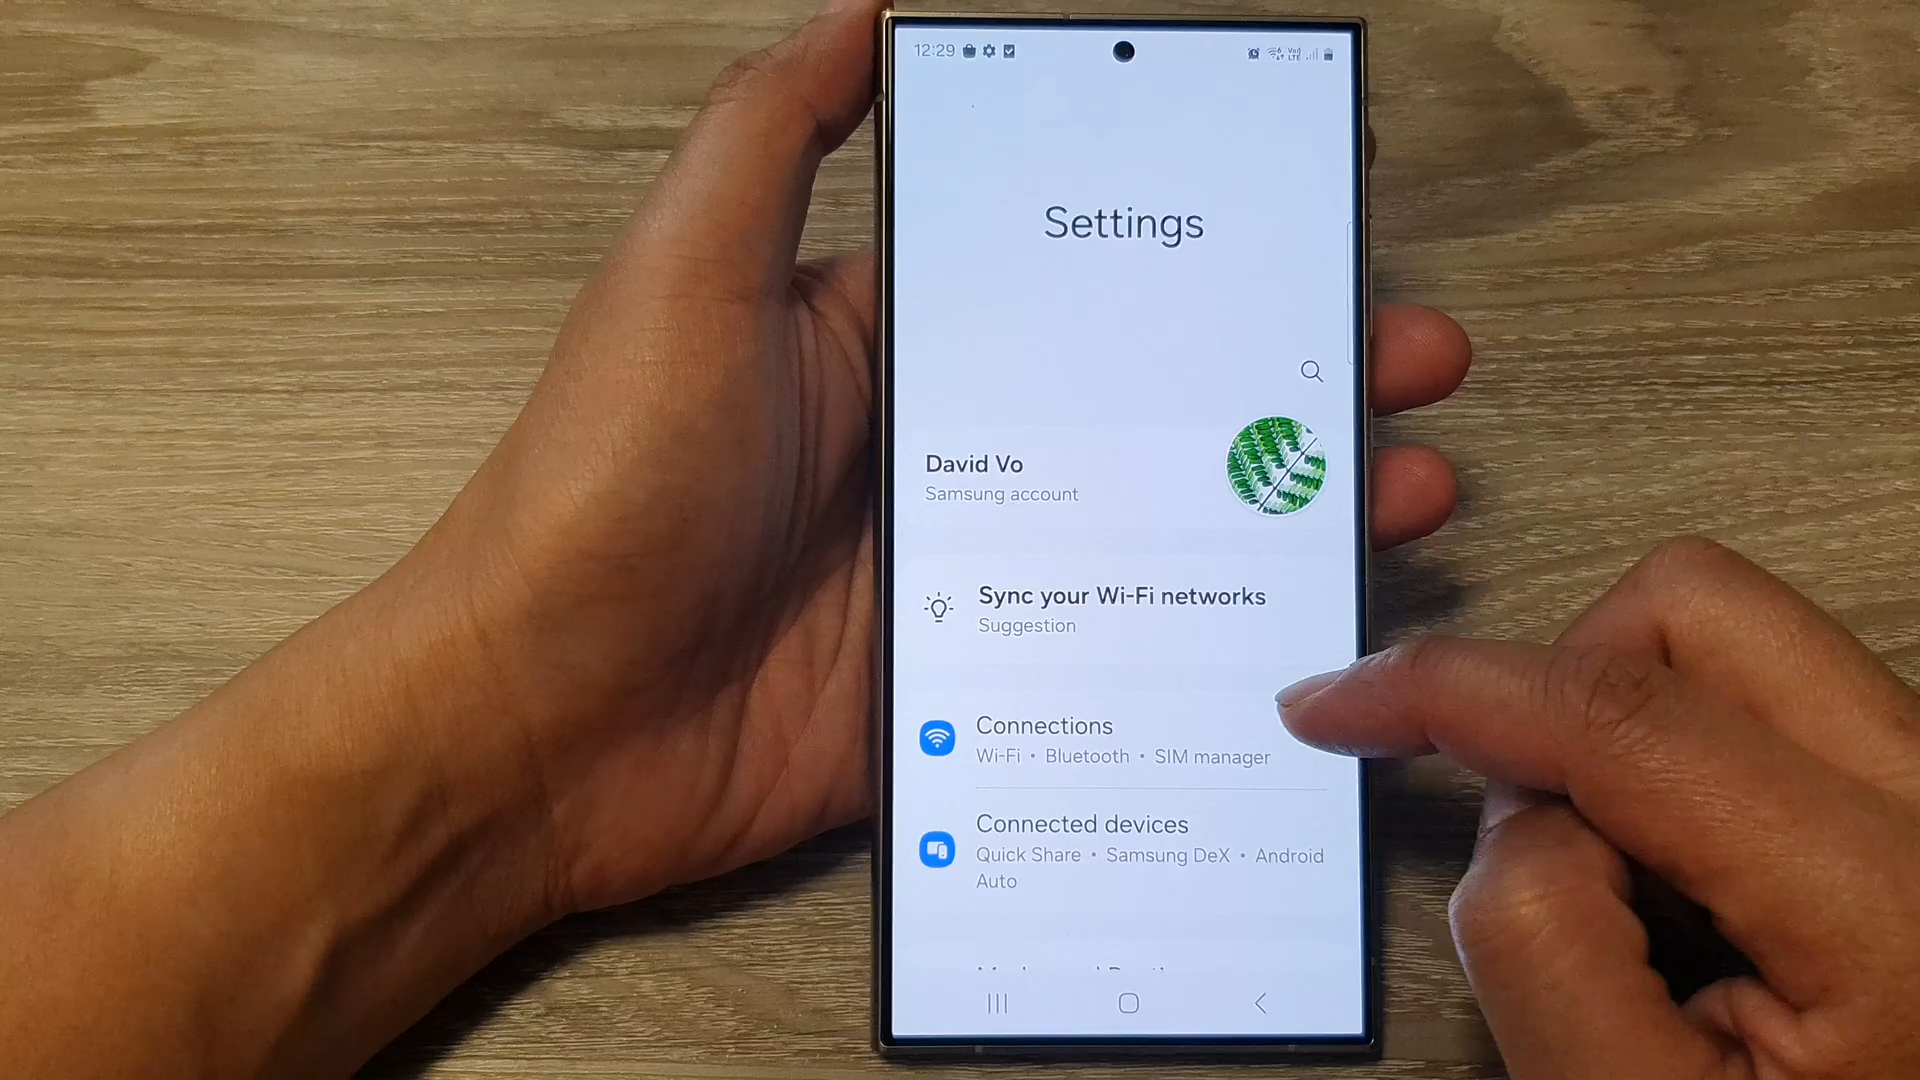 12:29
Settings
David Vo
Samsung account
Sync your Wi-Fi networks
Suggestion
Connections
Wi-Fi • Bluetooth • SIM manager
Connected devices
Quick Share • Samsung DeX • Android
Auto